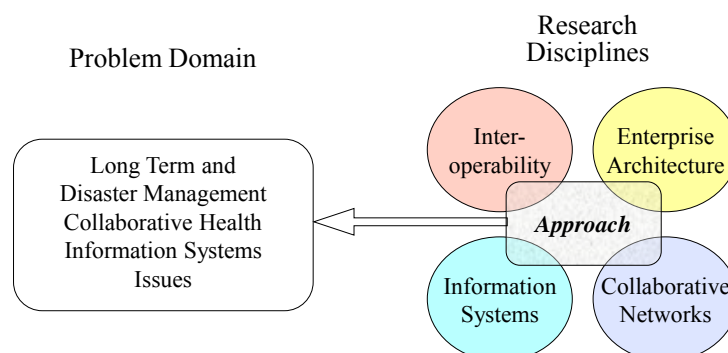 Problem Domain
Research
Disciplines
Long Term and
Disaster Management
Collaborative Health
Information Systems
Issues
Inter-
operability
Enterprise
Architecture
Approach
Information
Systems
Collaborative
Networks